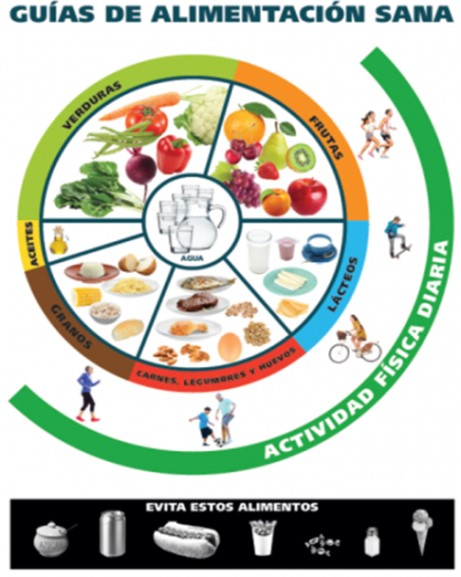 GUÍAS DE ALIMENTACIÓN SANA
VERDURAS
FRUTAS
ACEITES
AGUA
LÁCTEOS
GRANOS
CARNES, LEGUMBRES Y HUEVOS
ACTIVIDAD FÍSICA DIARIA
EVITA ESTOS ALIMENTOS